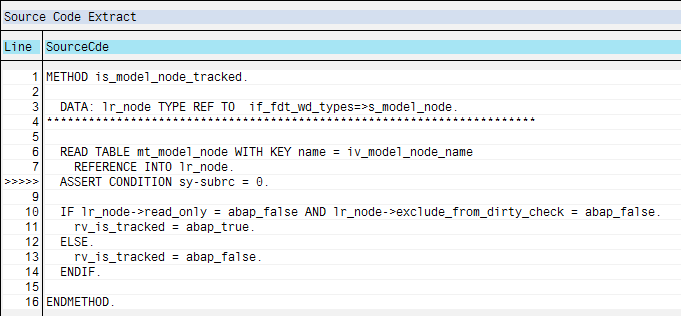 Source Code Extract
Line SourceCde
1 METHOD is_model_node_tracked.
2
3 DATA: lr_node TYPE REF TO  if_fdt_wd_types=>s_model_node.
4 **********************************************************************
5
6 READ TABLE mt_model_node WITH KEY name = iv_model_node_name
7 REFERENCE INTO lr_node.
>>>>> ASSERT CONDITION sy-subrc = 0.
9
10 IF lr_node->read_only = abap_false AND lr_node->exclude_from_dirty_check = abap_false.
11 rv_is_tracked = abap_true.
12 ELSE.
13 rv_is_tracked = abap_false.
14 ENDIF.
15
16 ENDMETHOD.